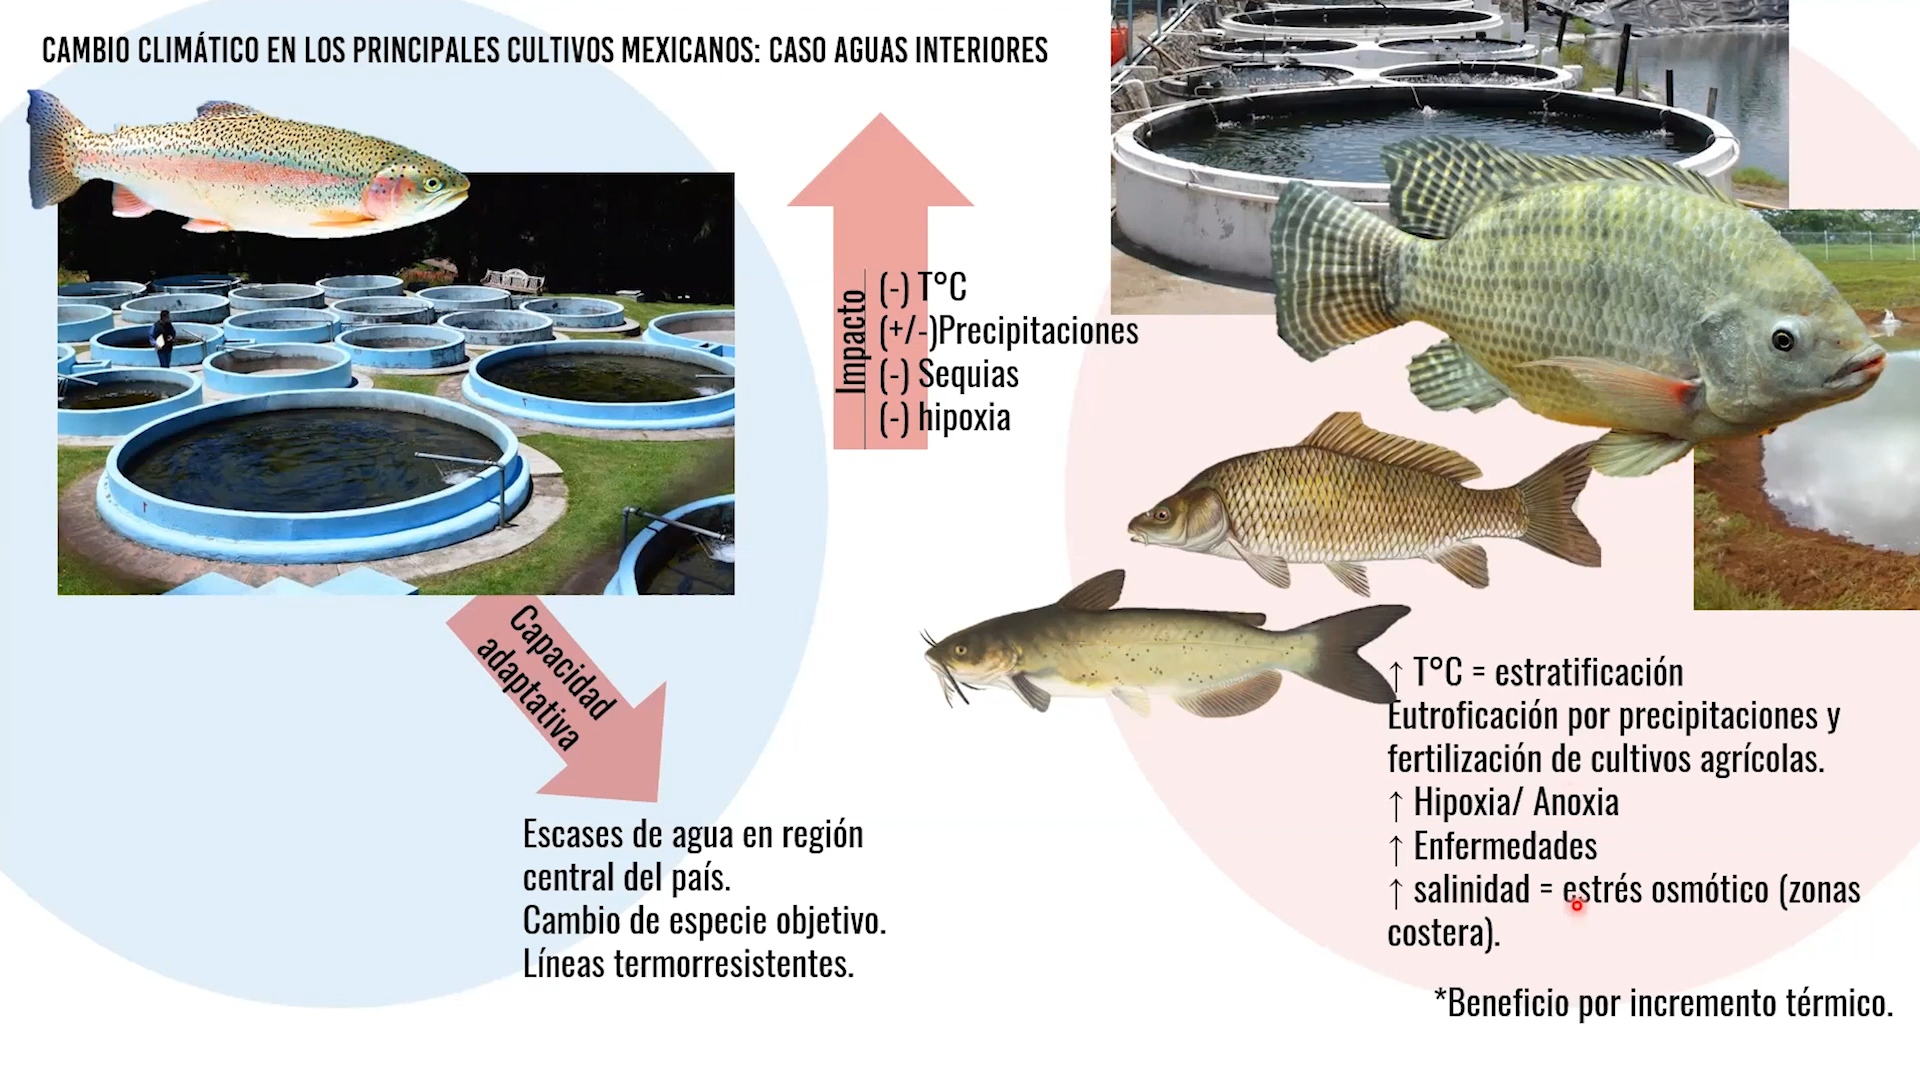 CAMBIO CLIMÁTICO EN LOS PRINCIPALES CULTIVOS MEXICANOS: CASO AGUAS INTERIORES
Impacto
(-) T°C
(+/-)Precipitaciones
(-) Sequias
(-) hipoxia
Capacidad
adaptativa
Escases de agua en región
central del país.
Cambio de especie objetivo.
Líneas termorresistentes.
↑ T°C = estratificación
Eutroficación por precipitaciones y
fertilización de cultivos agrícolas.
↑ Hipoxia/ Anoxia
↑ Enfermedades
↑ salinidad = estrés osmótico (zonas
costera).
*Beneficio por incremento térmico.